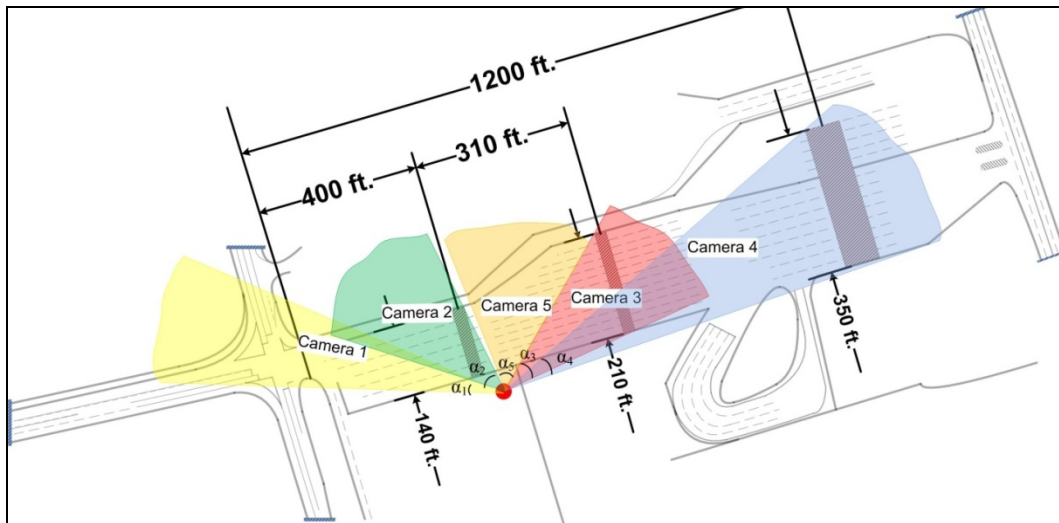 1200 ft.
310 ft.
400 ft.
Camera 4
Camera 5
Camera 3
Camera 2
Camera 1
α1
α2
α5
α3
α4
350 ft.
210 ft.
140 ft.